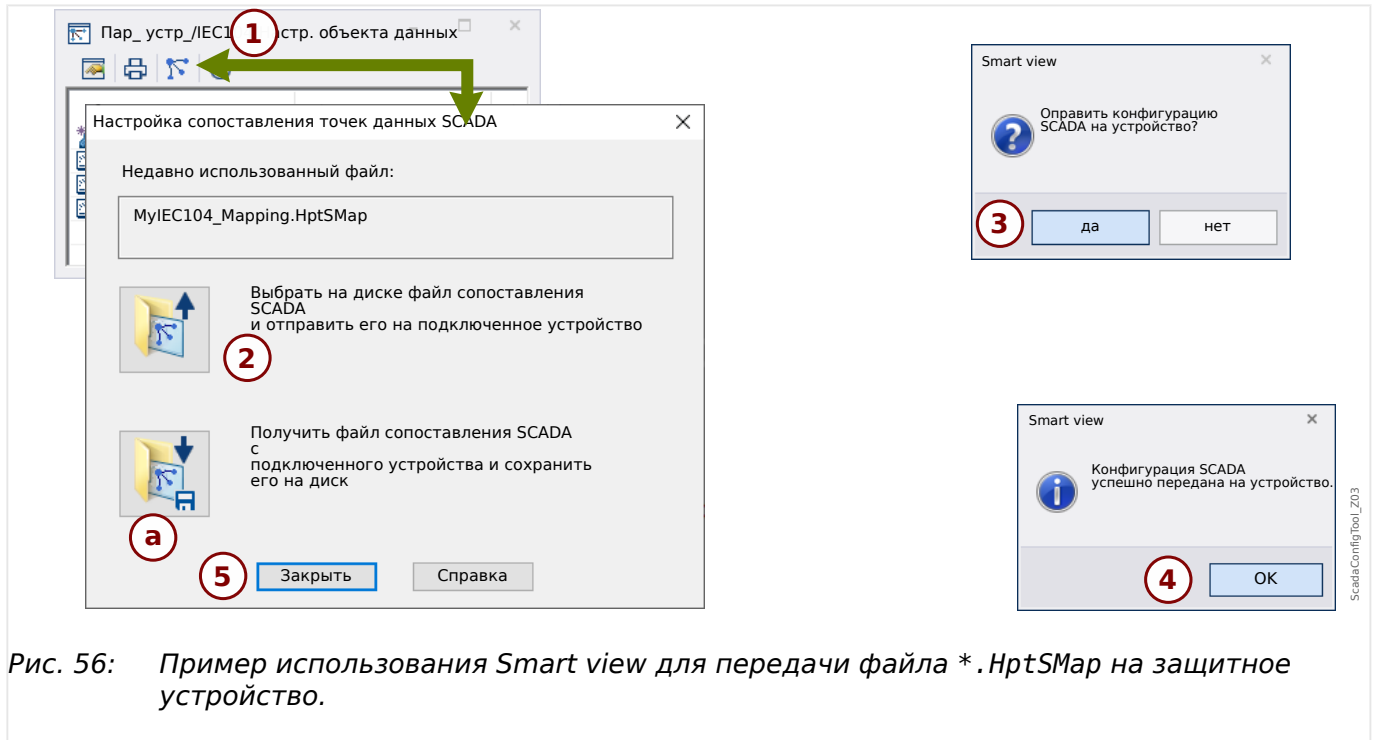 Пар_ устр_/IEC1 стр. объекта данных
1
Настройка сопоставления точек данных SCADA
Недавно использованный файл:
MyIEC104_Mapping.HptSMap
Выбрать на диске файл сопоставления
SCADA
и отправить его на подключенное устройство
2
Получить файл сопоставления SCADA
с
подключенного устройства и сохранить
его на диск
a
5
Закрыть
Справка
Smart view
Оправить конфигурацию
SCADA на устройство?
3
да
нет
Smart view
Конфигурация SCADA
успешно передана на устройство.
4
OK
ScadaConfigTool_Z03
Рис. 56: Пример использования Smart view для передачи файла *.HptSMap на защитное
устройство.